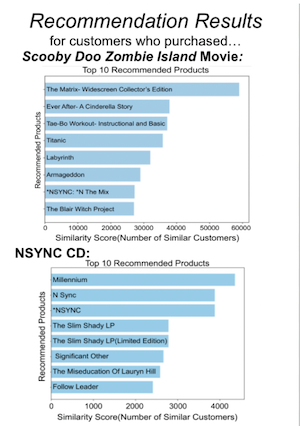 Recommendation Results
for customers who purchased...
Scooby Doo Zombie Island Movie:
Top 10 Recommended Products
The Matrix- Widescreen Collector's Edition
Ever After- A Cinderella Story
Tae-Bo Workout- Instructional and Basic
Titanic
Labyrinth
Armageddon
*NSYNC: *N The Mix
The Blair Witch Project
Recommended Products
0 10000 20000 30000 40000 50000 60000
Similarity Score(Number of Similar Customers)
NSYNC CD:
Top 10 Recommended Products
Millennium
N Sync
*NSYNC
The Slim Shady LP
The Slim Shady LP(Limited Edition)
Significant Other
The Miseducation Of Lauryn Hill
Follow Leader
Recommended Products
0 1000 2000 3000 4000
Similarity Score(Number of Similar Customers)